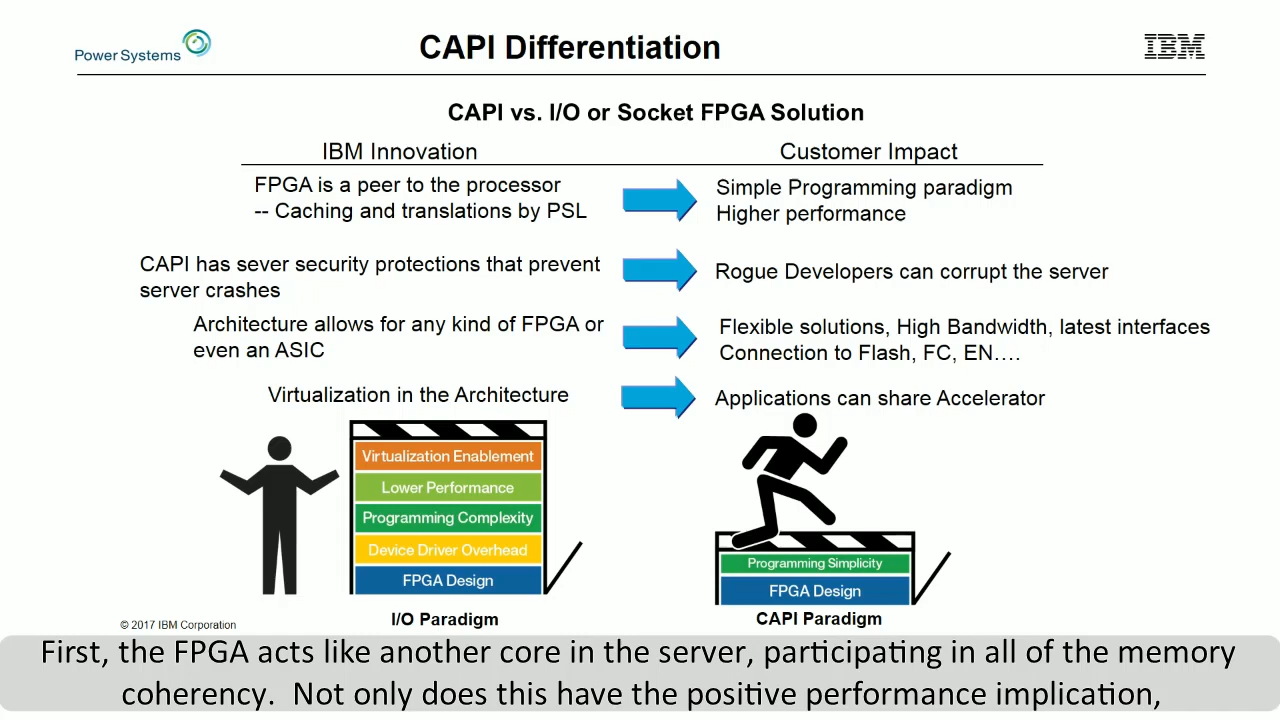 Power Systems
CAPI Differentiation
IBM
CAPI vs. I/O or Socket FPGA Solution
IBM Innovation
Customer Impact
FPGA is a peer to the processor
-- Caching and translations by PSL
Simple Programming paradigm
Higher performance
CAPI has sever security protections that prevent
server crashes
Rogue Developers can corrupt the server
Architecture allows for any kind of FPGA or
even an ASIC
Flexible solutions, High Bandwidth, latest interfaces
Connection to Flash, FC, EN….
Virtualization in the Architecture
Applications can share Accelerator
Virtualization Enablement
Lower Performance
Programming Complexity
Device Driver Overhead
FPGA Design
I/O Paradigm
Programming Simplicity
FPGA Design
CAPI Paradigm
© 2017 IBM Corporation
First, the FPGA acts like another core in the server, participating in all of the memory
coherency.  Not only does this have the positive performance implication,